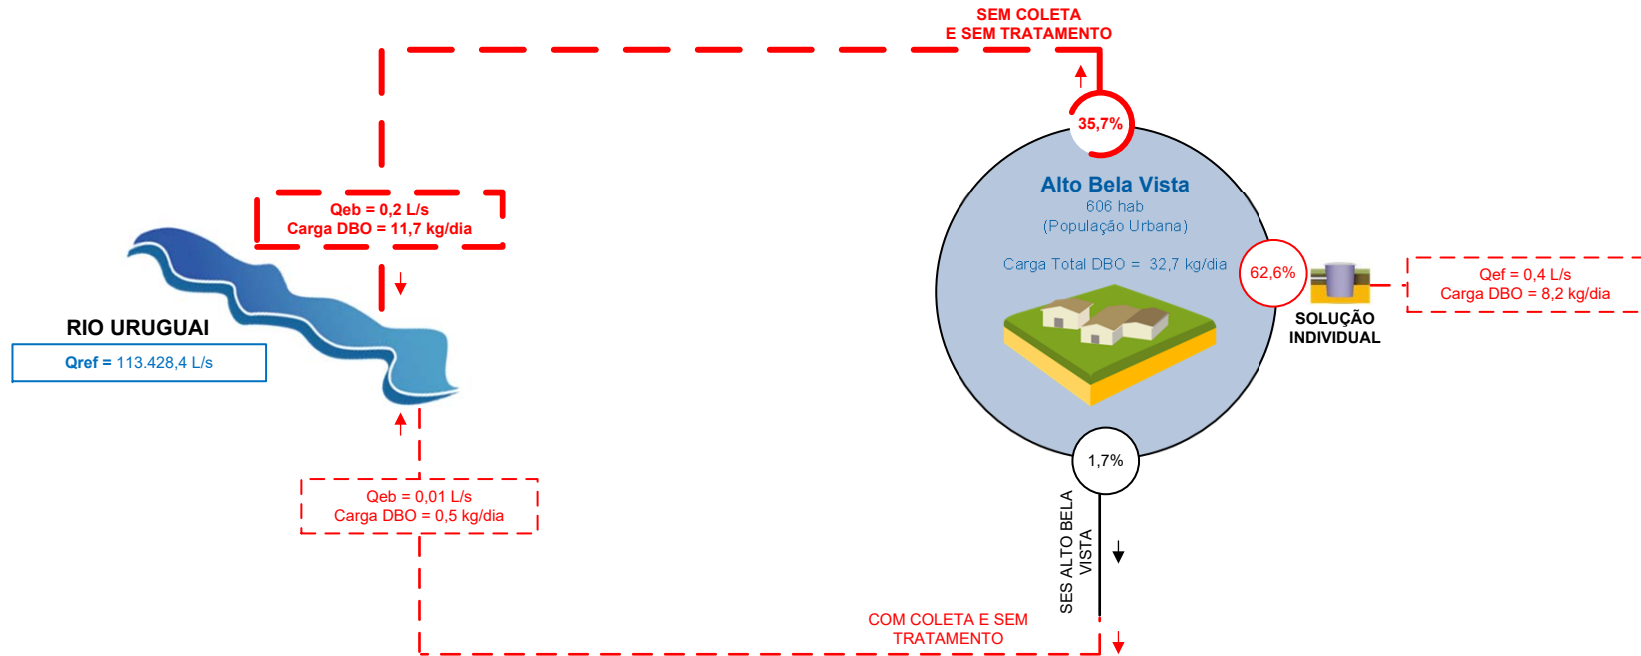 SEM COLETA
E SEM TRATAMENTO
35,7%
Alto Bela Vista
606 hab
(População Urbana)
Carga Total DBO = 32,7 kg/dia
62,6%
SOLUÇÃO
INDIVIDUAL
Qef = 0,4 L/s
Carga DBO = 8,2 kg/dia
Qeb = 0,2 L/s
Carga DBO = 11,7 kg/dia
RIO URUGUAI
Qref = 113.428,4 L/s
Qeb = 0,01 L/s
Carga DBO = 0,5 kg/dia
1,7%
SES ALTO BELA
VISTA
COM COLETA E SEM
TRATAMENTO